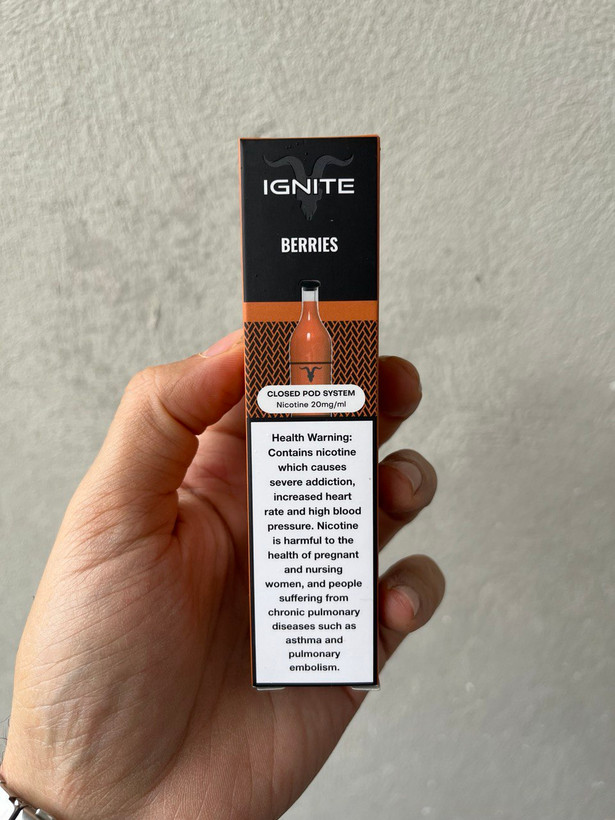 IGNITE
BERRIES
CLOSED POD SYSTEM
Nicotine 20mg/ml
Health Warning:
Contains nicotine
which causes
severe addiction,
increased heart
rate and high blood
pressure. Nicotine
is harmful to the
health of pregnant
and nursing
women, and people
suffering from
chronic pulmonary
diseases such as
asthma and
pulmonary
embolism.